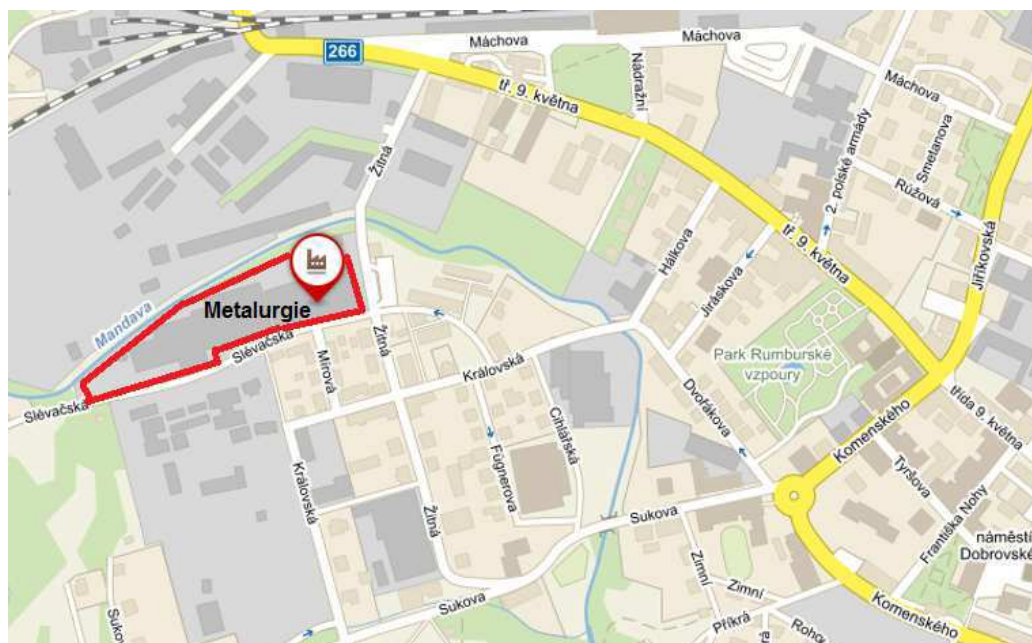 266
Máchova
Máchova
Nádražní
tř. 9. května
Máchova
Žitná
2. polské armády
Smetanova
Růžová
Hálkova
Jiráskova
tř. 9. května
Jiříkovská
Mandava
Metalurgie
Slévačská
Žitná
Mírová
Královská
Park Rumburské
vzpoury
Slévačská
Dvořákova
Cihlářská
třída 9. května
Komenského
Fügnerova
Tyršova
Královská
Žitná
Sukova
Františka Nohy
náměstí
Dobrovské
Zimní
Zimní
Sukova
Sukova
Příkrá
Komenského